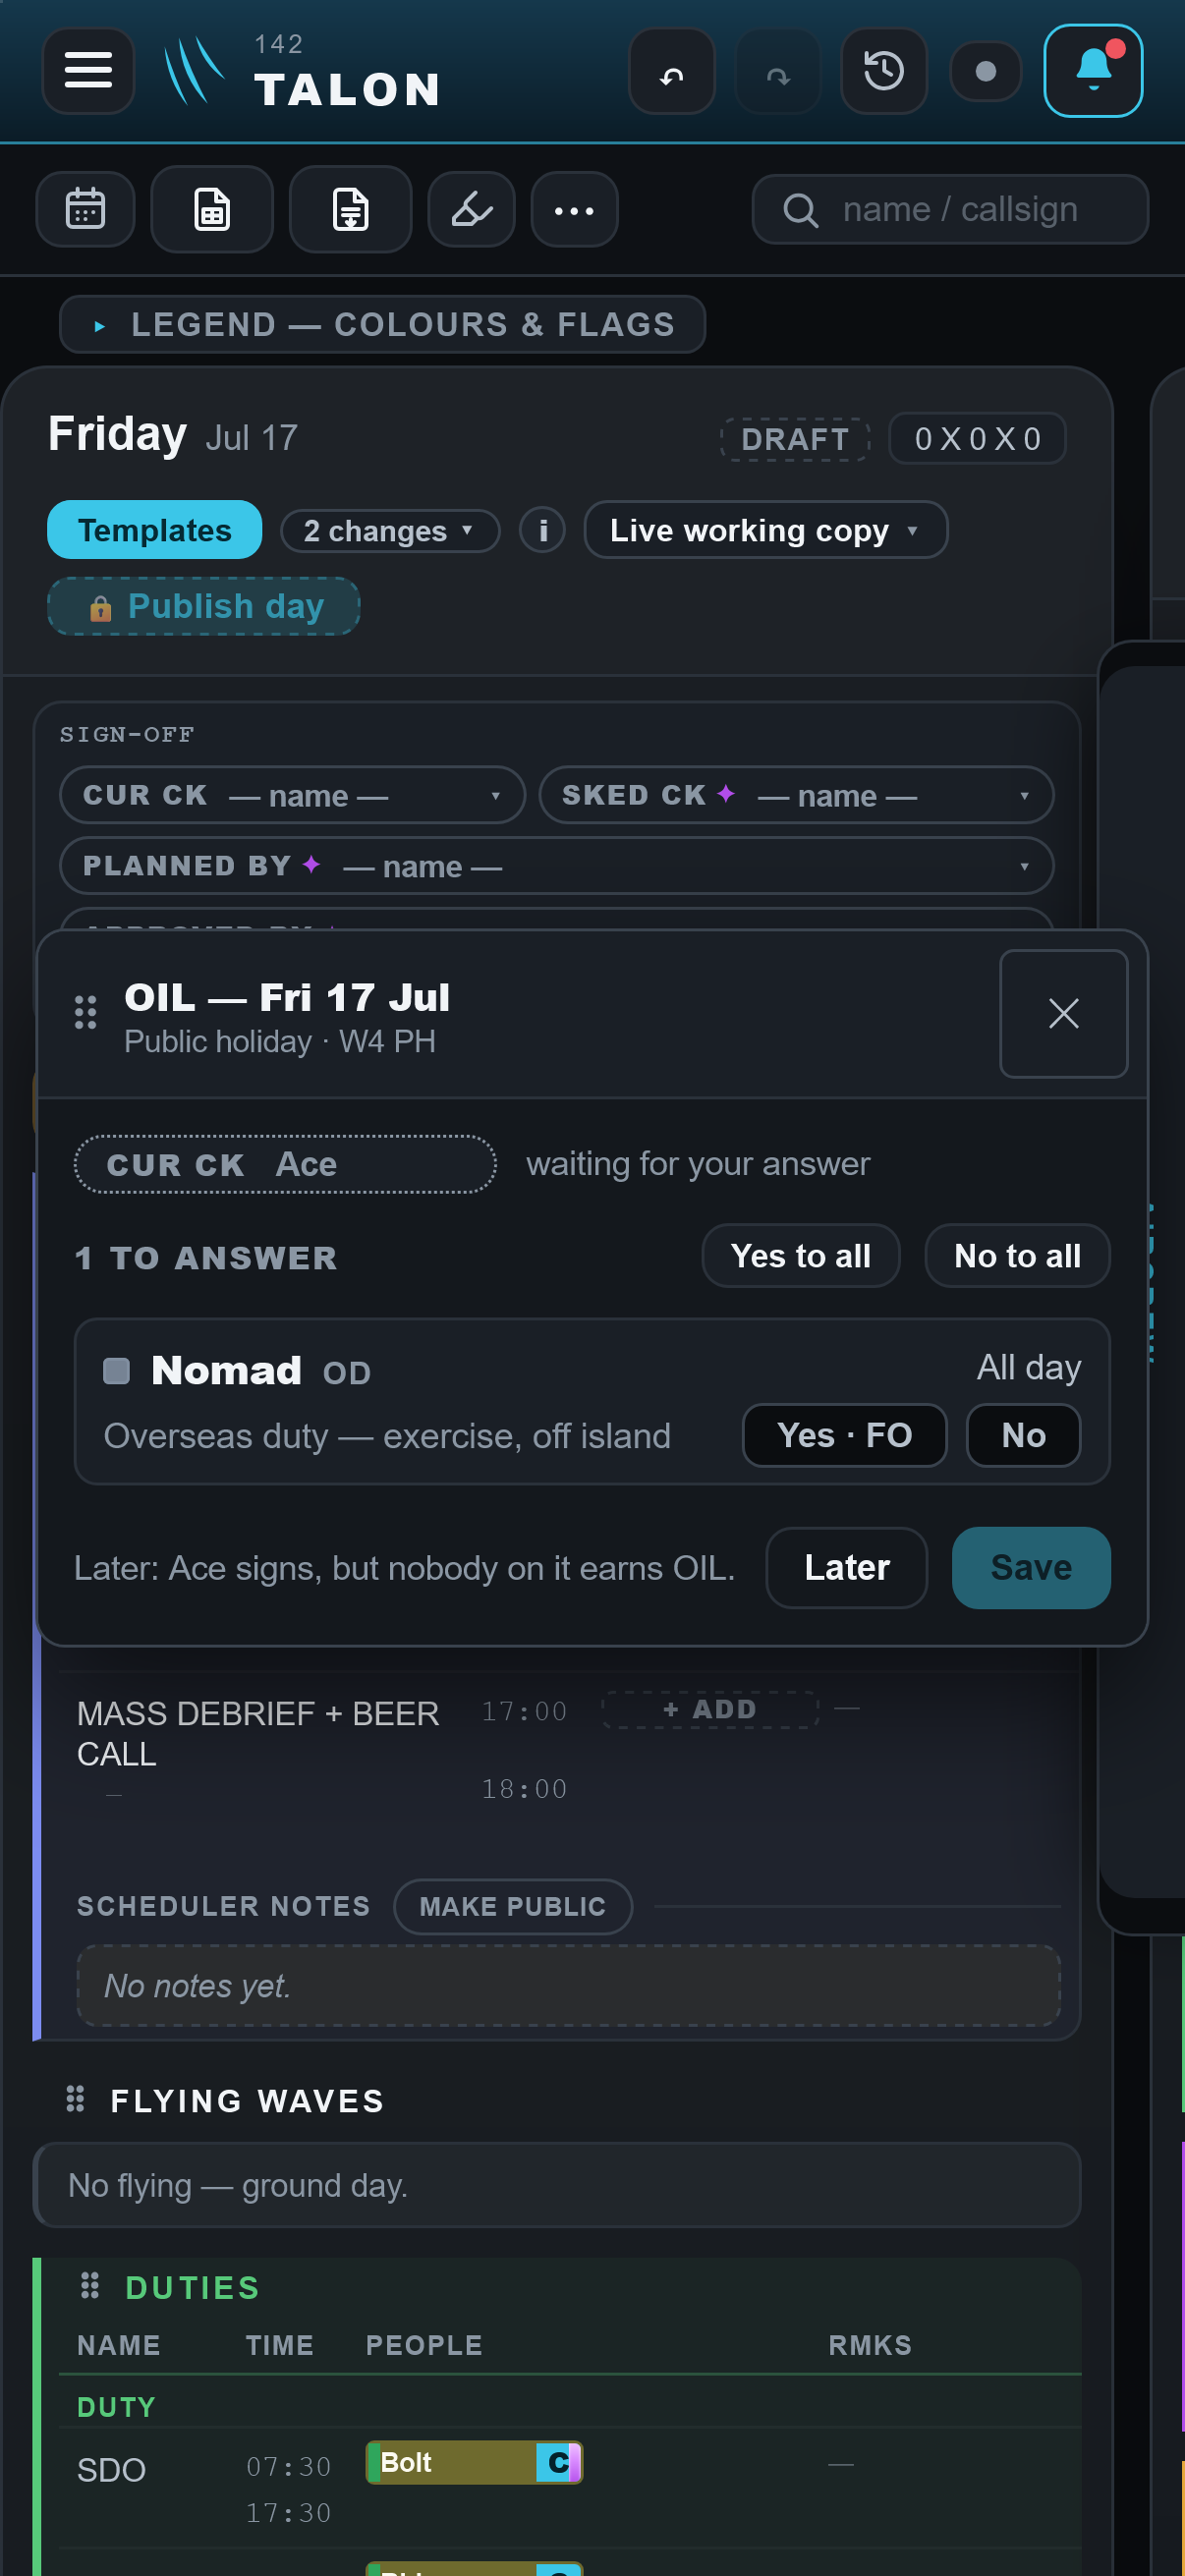 142
TALON
name / callsign
▸ LEGEND — COLOURS & FLAGS
Friday Jul 17 DRAFT 0 X 0 X 0
Templates 2 changes ▾ i Live working copy ▾
🔒 Publish day
SIGN-OFF
CUR CK — name — ▾ SKED CK ✦ — name — ▾
PLANNED BY ✦ — name — ▾
OIL — Fri 17 Jul
Public holiday · W4 PH
CUR CK Ace waiting for your answer
1 TO ANSWER Yes to all No to all
Nomad OD All day
Overseas duty — exercise, off island Yes · FO No
Later: Ace signs, but nobody on it earns OIL. Later Save
MASS DEBRIEF + BEER 17:00 + ADD —
CALL
— 18:00
SCHEDULER NOTES MAKE PUBLIC
No notes yet.
FLYING WAVES
No flying — ground day.
DUTIES
NAME TIME PEOPLE RMKS
DUTY
SDO 07:30 Bolt C —
17:30